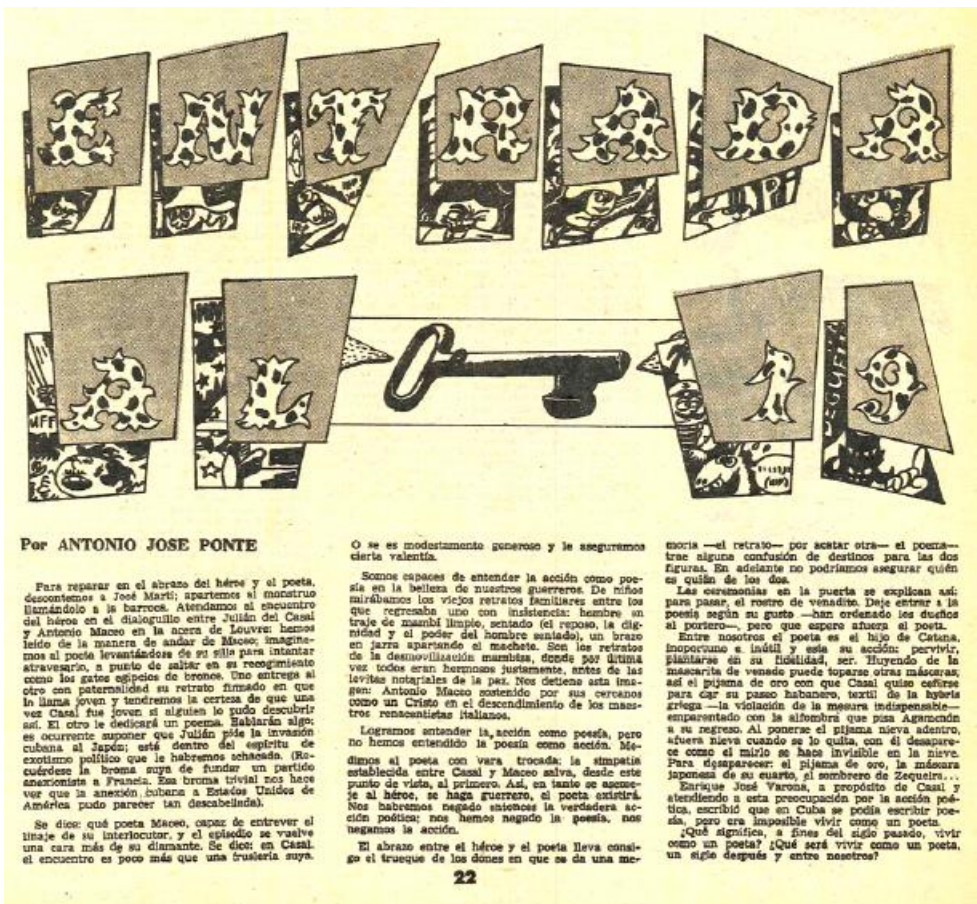 ENTRADA
AL 19
MFF
Por ANTONIO JOSE PONTE
Para reparar en el abrazo del héroe y el poeta,
descontemos a José Martí; apartemos al monstruo
llamándolo a la barroca. Atendamos al encuentro
del héroe en el dialoguillo entre Julián del Casal
y Antonio Maceo en la acera de Louvre: hemos
leído de la manera de andar de Maceo; imagine-
mos al poeta levantándose de su silla para intentar
atravesarlo, a punto de saltar en su recogimiento
como los gatos egipcios de bronce. Uno entrega al
otro con paternalidad su retrato firmado en que
lo llama joven y tendremos la certeza de que una
vez Casal fue joven si alguien lo pudo descubrir
así. El otro le dedicará un poema. Hablarán algo;
es ocurrente suponer que Julián pide la invasión
cubana al Japón; está dentro del espíritu de
exotismo político que le habremos achacado. (Re-
cuérdese la broma suya de fundar un partido
anexionista a Francia. Esa broma trivial nos hace
ver que la anexión cubana a Estados Unidos de
América pudo parecer tan descabellada).
Se dice: qué poeta Maceo, capaz de entrever el
linaje de su interlocutor, y el episodio se vuelve
una cara más de su diamante. Se dice: en Casal,
el encuentro es poco más que una fruslería suya.
O se es modestamente generoso y le aseguramos
cierta valentía.
Somos capaces de entender la acción como poe-
sía en la belleza de nuestros guerreros. De niños
mirábamos los viejos retratos familiares entre los
que regresaba uno con insistencia: hombre en
traje de mambí limpio, sentado (el reposo, la dig-
nidad y el poder del hombre sentado), un brazo
en jarra apartando el machete. Son los retratos
de la desmovilización mambisa, donde por última
vez todos eran hermosos justamente, antes de las
levitas notariales de la paz. Nos detiene esta ima-
gen: Antonio Maceo sostenido por sus cercanos
como un Cristo en el descendimiento de los maes-
tros renacentistas italianos.
Logramos entender la acción como poesía, pero
no hemos entendido la poesía como acción. Me-
dimos al poeta con vara trocada: la simpatía
establecida entre Casal y Maceo salva, desde este
punto de vista, al primero. Así, en tanto se aseme-
je al héroe, se haga guerrero, el poeta existirá.
Nos habremos negado entonces la verdadera ac-
ción poética; nos hemos negado la poesía, nos
negamos la acción.
El abrazo entre el héroe y el poeta lleva consi-
go el trueque de los dones en que se da una me-
moria —el retrato— por acatar otra— el poema—
trae alguna confusión de destinos para las dos
figuras. En adelante no podríamos asegurar quién
es quién de los dos.
Las ceremonias en la puerta se explican así:
para pasar, el rostro de venadito. Deje entrar a la
poesía según su gusto —han ordenado los dueños
al portero—, pero que espere afuera el poeta.
Entre nosotros el poeta es el hijo de Catana,
inoportuno e inútil y esta su acción: pervivir,
plantarse en su fidelidad, ser. Huyendo de la
mascarita de venado puede toparse otras máscaras,
así el pijama de oro con que Casal quiso ceñirse
para dar su paseo habanero, textil de la hybris
griega —la violación de la mesura indispensable—
emparentado con la alfombra que pisa Agamenón
a su regreso. Al ponerse el pijama nieva adentro,
afuera nieva cuando se lo quita, con él desapare-
ce como el mirlo se hace invisible en la nieve.
Para desaparecer: el pijama de oro, la máscara
japonesa de su cuarto, el sombrero de Zequeira...
Enrique José Varona, a propósito de Casal y
atendiendo a esta preocupación por la acción poé-
tica, escribió que en Cuba se podía escribir poe-
sía, pero era imposible vivir como un poeta.
¿Qué significa, a fines del siglo pasado, vivir
como un poeta? ¿Qué será vivir como un poeta,
un siglo después y entre nosotros?
22